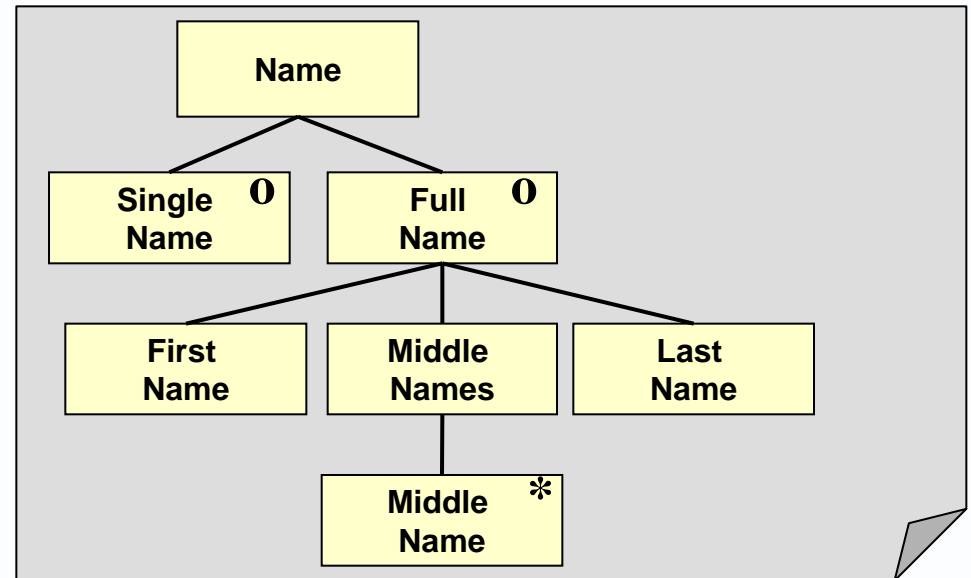 Name
Single o
Name
Full o
Name
First
Name
Middle
Names
Last
Name
Middle *
Name